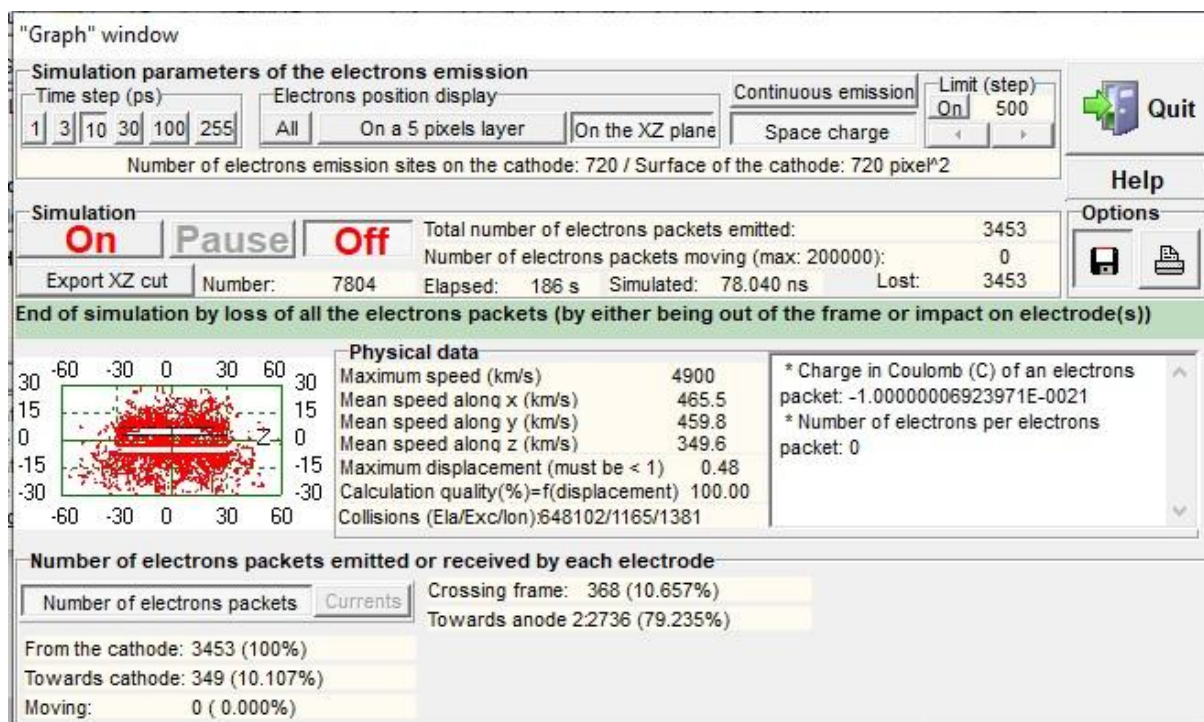 "Graph" window
Simulation parameters of the electrons emission
Time step (ps)
1 3 10 30 100 255
Electrons position display
All On a 5 pixels layer On the XZ plane
Continuous emission
Space charge
Limit (step)
On 500
Number of electrons emission sites on the cathode: 720 / Surface of the cathode: 720 pixel^2
Quit
Help
Options
Simulation
On Pause Off
Export XZ cut
Number: 7804
Total number of electrons packets emitted: 3453
Number of electrons packets moving (max: 200000): 0
Elapsed: 186 s Simulated: 78.040 ns Lost: 3453
End of simulation by loss of all the electrons packets (by either being out of the frame or impact on electrode(s))
-60 -30 0 30 60
30 30
15 15
0 Z 0
-15 -15
-30 -30
-60 -30 0 30 60
Physical data
Maximum speed (km/s) 4900
Mean speed along x (km/s) 465.5
Mean speed along y (km/s) 459.8
Mean speed along z (km/s) 349.6
Maximum displacement (must be < 1) 0.48
Calculation quality(%)=f(displacement) 100.00
Collisions (Ela/Exc/Ion):648102/1165/1381
* Charge in Coulomb (C) of an electrons
packet: -1.00000006923971E-0021
* Number of electrons per electrons
packet: 0
Number of electrons packets emitted or received by each electrode
Number of electrons packets Currents
Crossing frame: 368 (10.657%)
Towards anode 2:2736 (79.235%)
From the cathode: 3453 (100%)
Towards cathode: 349 (10.107%)
Moving: 0 ( 0.000%)